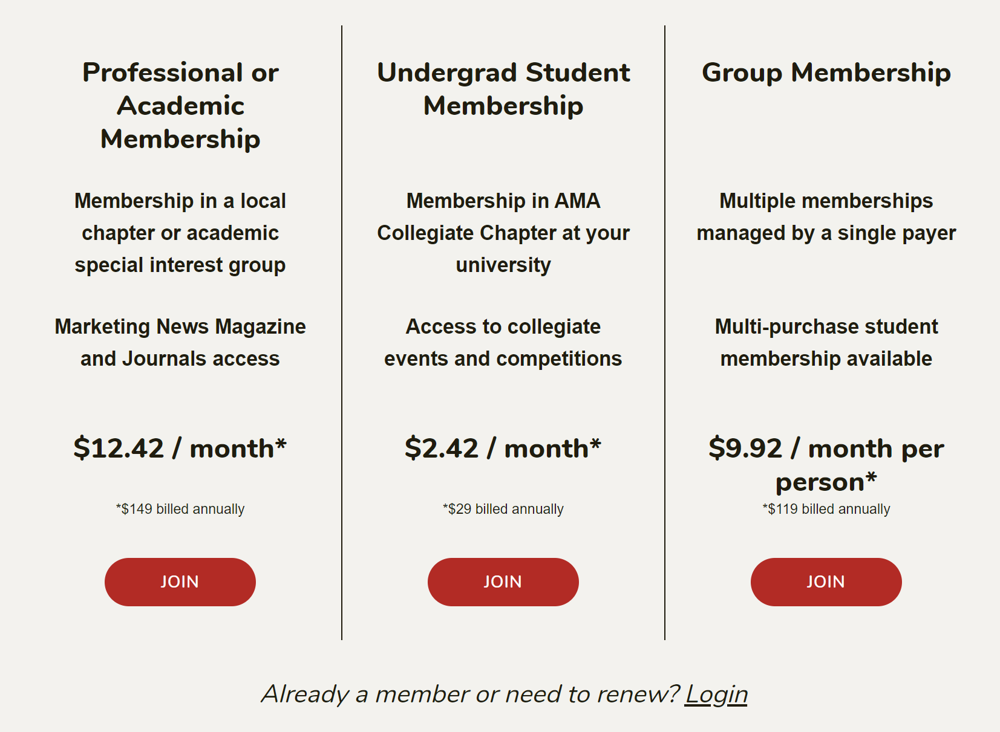 Professional or
Academic
Membership
Membership in a local
chapter or academic
special interest group
Marketing News Magazine
and Journals access
$12.42 / month*
*$149 billed annually
JOIN
Undergrad Student
Membership
Membership in AMA
Collegiate Chapter at your
university
Access to collegiate
events and competitions
$2.42 / month*
*$29 billed annually
JOIN
Group Membership
Multiple memberships
managed by a single payer
Multi-purchase student
membership available
$9.92 / month per
person*
*$119 billed annually
JOIN
Already a member or need to renew? Login